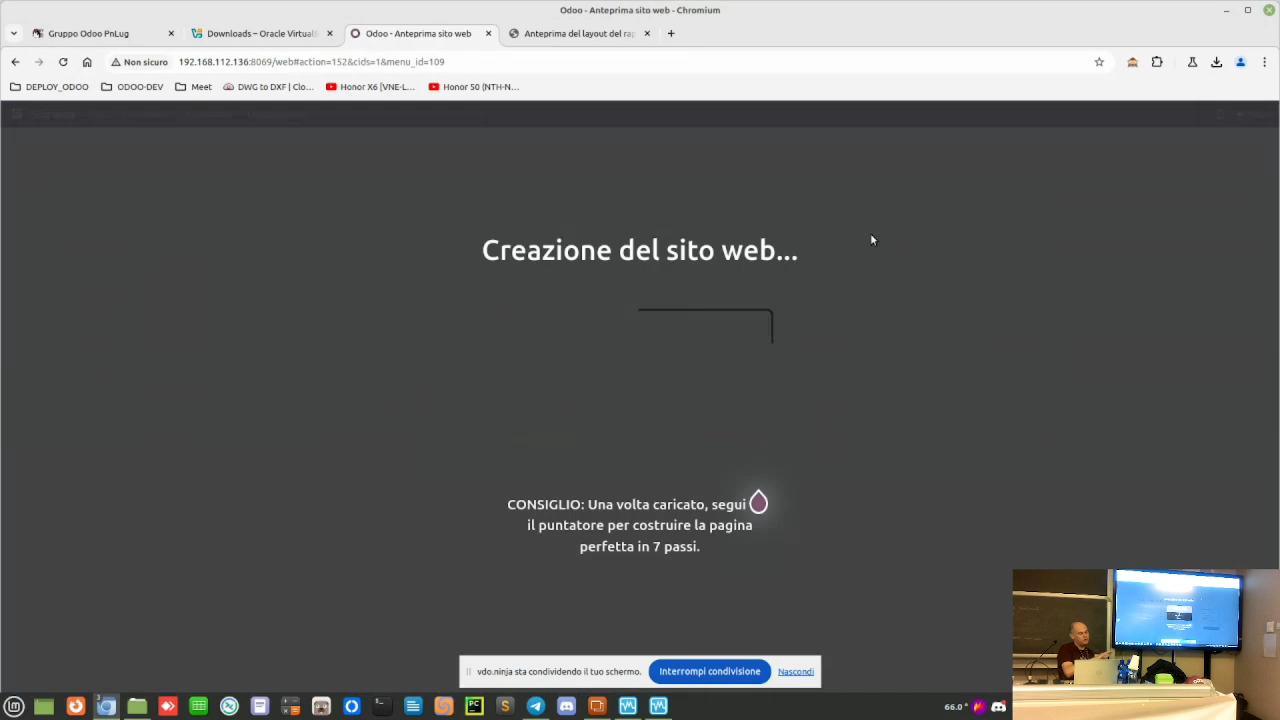 Odoo - Anteprima sito web - Chromium
Gruppo Odoo PnLug
Downloads – Oracle Virtual
Odoo - Anteprima sito web
Anteprima del layout del rap
Non sicuro
192.168.112.136:8069/web#action=152&cids=1&menu_id=109
DEPLOY_ODOO
ODOO-DEV
Meet
DWG to DXF | Clo...
Honor X6 [VNE-L...
Honor 50 (NTH-N...
Creazione del sito web...
CONSIGLIO: Una volta caricato, segui
il puntatore per costruire la pagina
perfetta in 7 passi.
vdo.ninja sta condividendo il tuo schermo.
Interrompi condivisione
Nascondi
3
66.0°